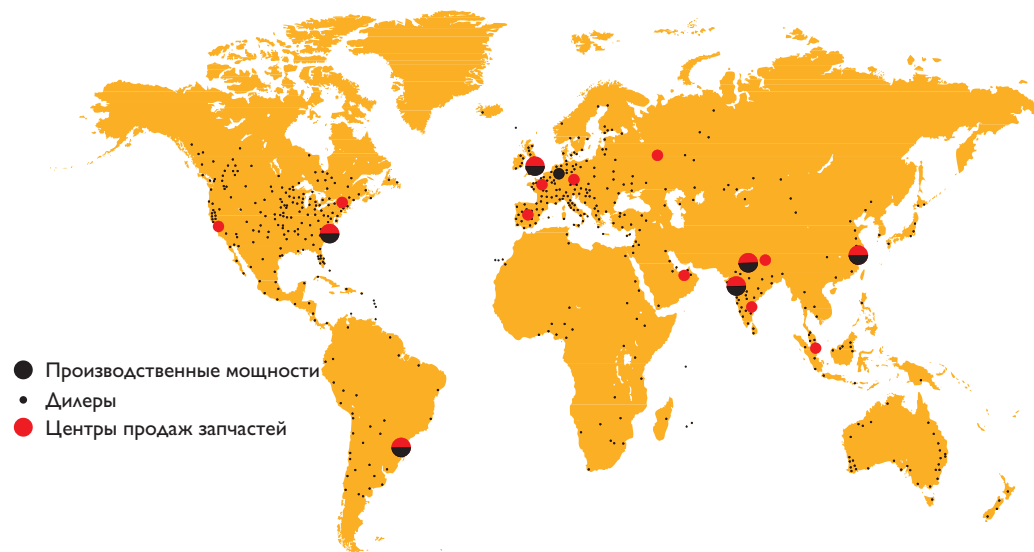 Производственные мощности
Дилеры
Центры продаж запчастей